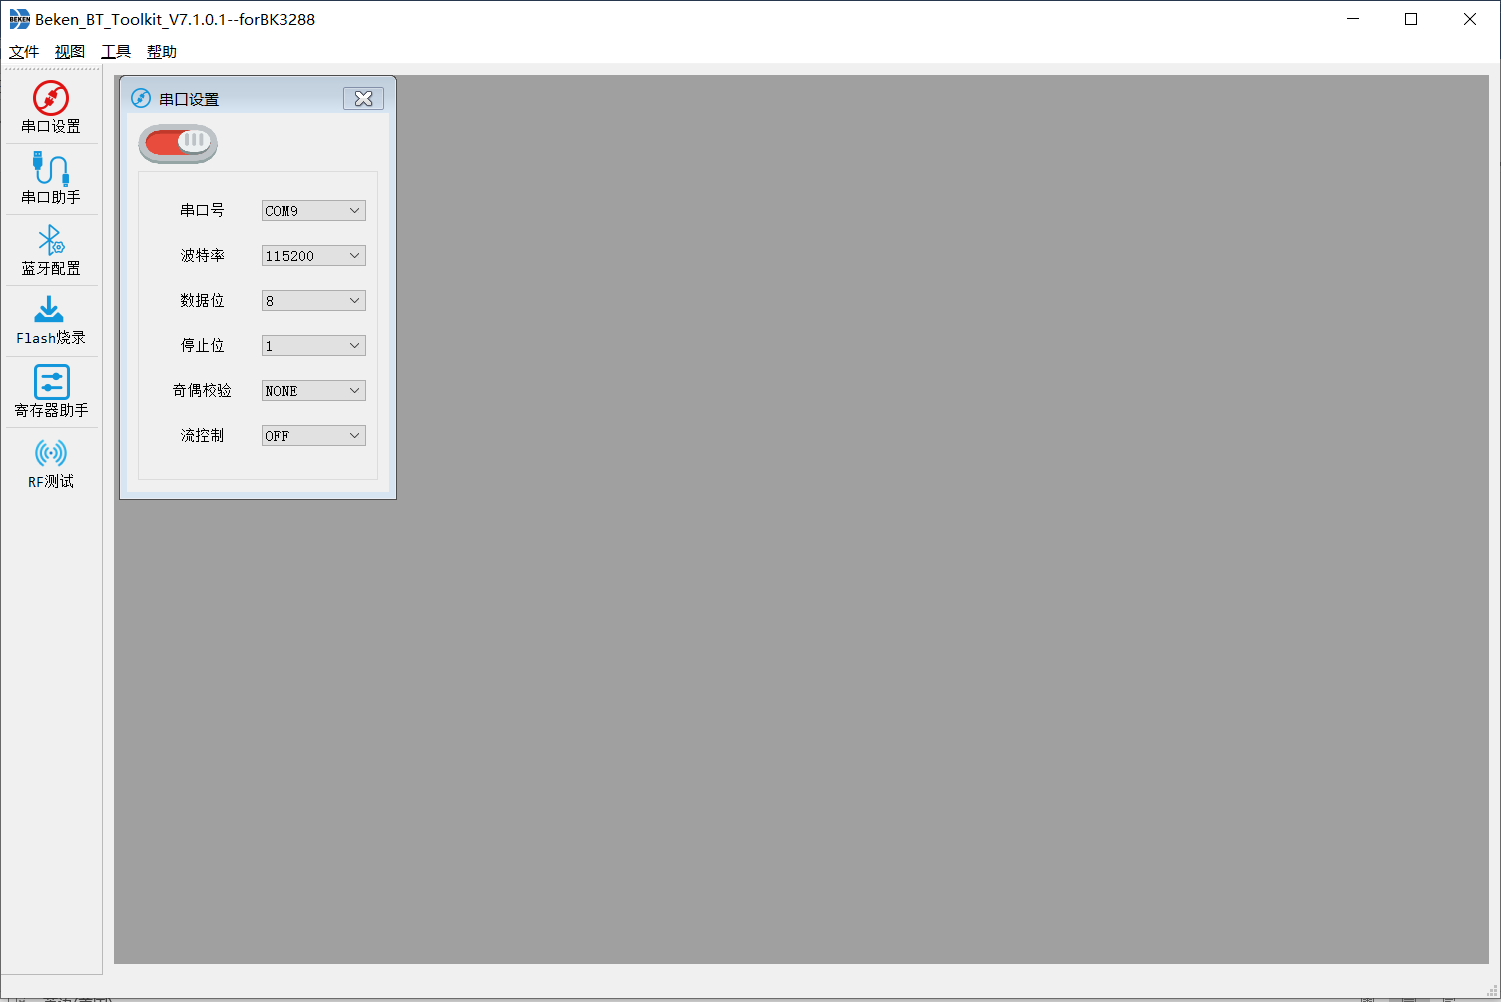 BEKEN Beken_BT_Toolkit_V7.1.0.1--forBK3288
文件 视图 工具 帮助
串口设置
串口助手
蓝牙配置
Flash烧录
寄存器助手
RF测试
串口设置
串口号 COM9
波特率 115200
数据位 8
停止位 1
奇偶校验 NONE
流控制 OFF